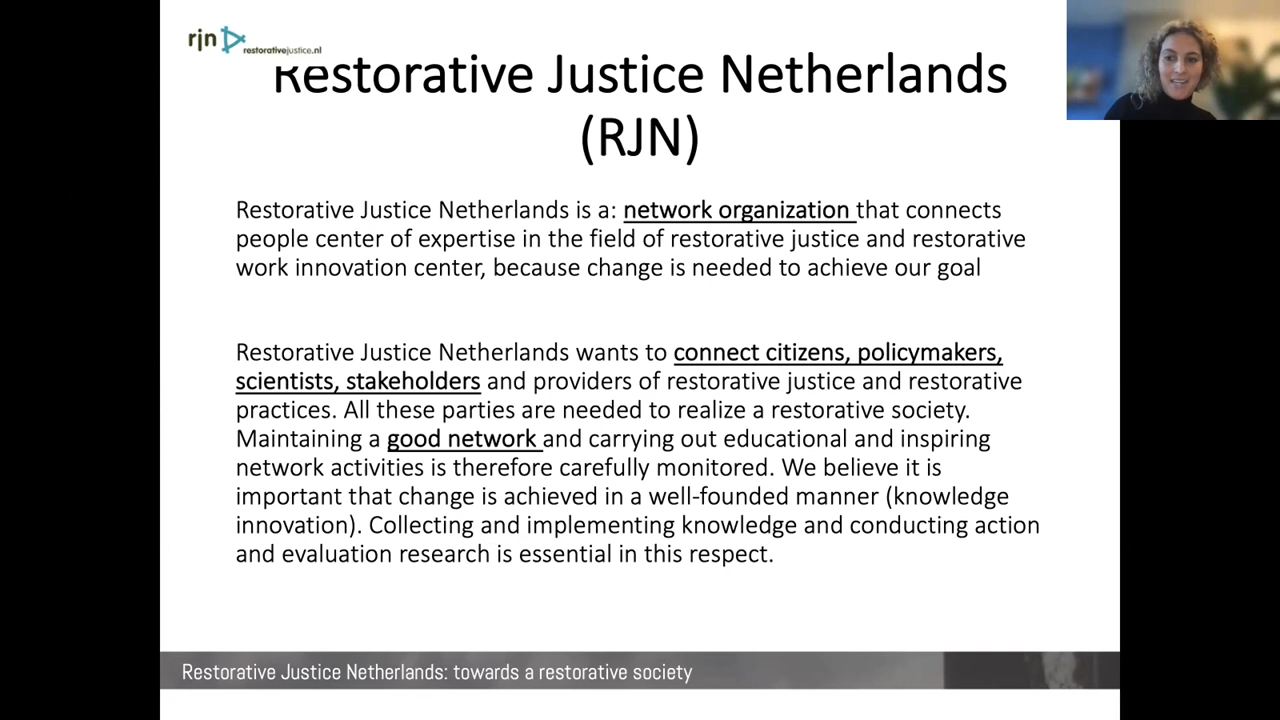 rjn
restorativejustice.nl
Restorative Justice Netherlands
(RJN)
Restorative Justice Netherlands is a: network organization that connects
people center of expertise in the field of restorative justice and restorative
work innovation center, because change is needed to achieve our goal
Restorative Justice Netherlands wants to connect citizens, policymakers,
scientists, stakeholders and providers of restorative justice and restorative
practices. All these parties are needed to realize a restorative society.
Maintaining a good network and carrying out educational and inspiring
network activities is therefore carefully monitored. We believe it is
important that change is achieved in a well-founded manner (knowledge
innovation). Collecting and implementing knowledge and conducting action
and evaluation research is essential in this respect.
Restorative Justice Netherlands: towards a restorative society